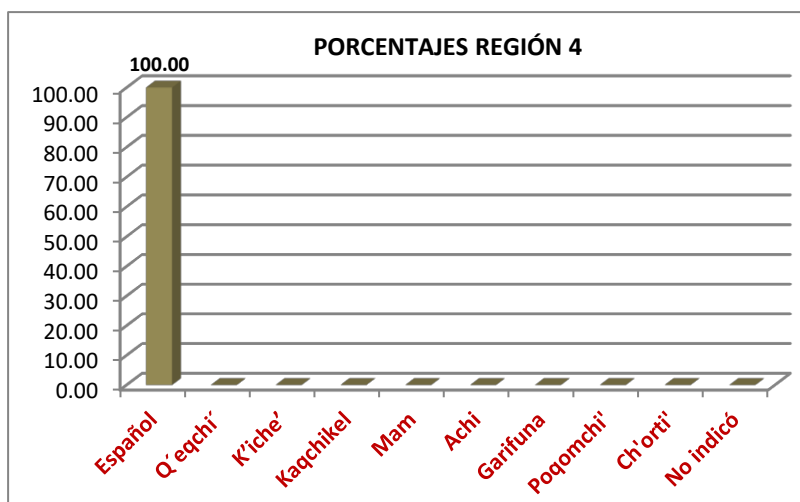 PORCENTAJES REGIÓN 4
100.00
100.00
90.00
80.00
70.00
60.00
50.00
40.00
30.00
20.00
10.00
0.00
Español
Q´eqchi´
K'iche’
Kaqchikel
Mam
Achi
Garifuna
Poqomchi'
Ch'orti'
No indicó